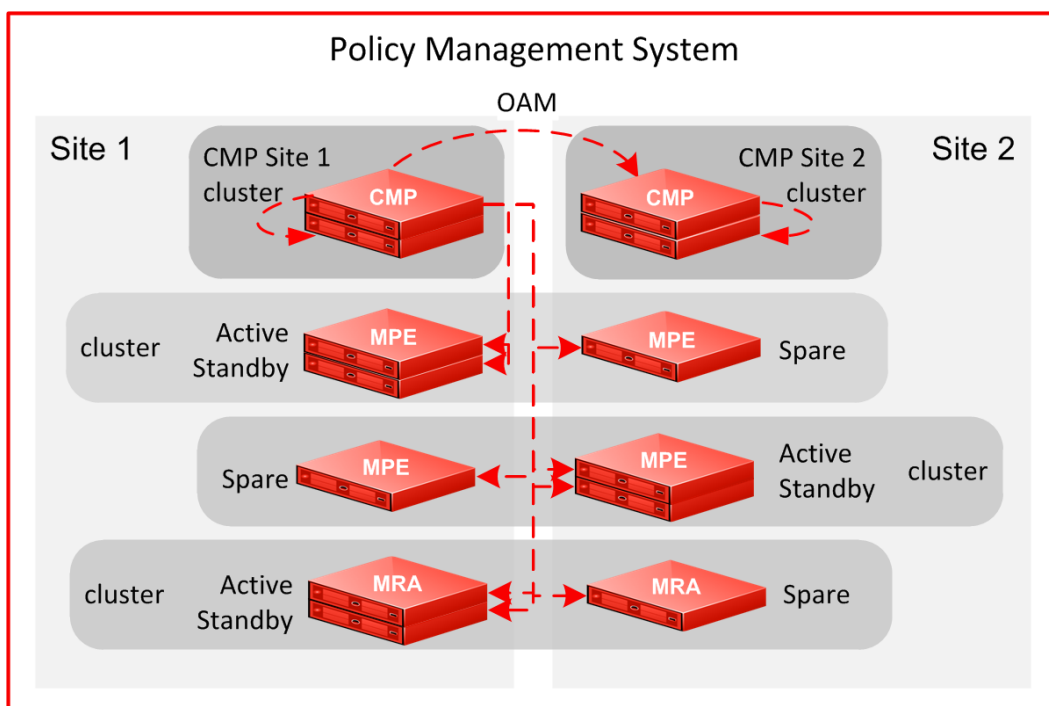 Policy Management System
OAM
Site 1
CMP Site 1
cluster
CMP
CMP
CMP Site 2
cluster
Site 2
cluster
Active
Standby
MPE
MPE
Spare
Spare
MPE
MPE
Active
Standby
cluster
cluster
Active
Standby
MRA
MRA
Spare